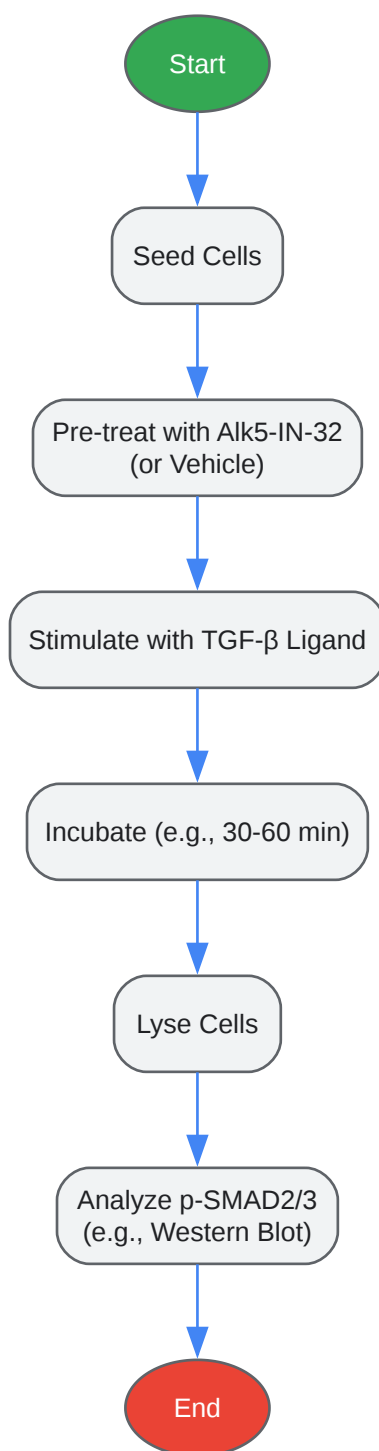 Start
Seed Cells
Pre-treat with Alk5-IN-32
(or Vehicle)
Stimulate with TGF-β Ligand
Incubate (e.g., 30-60 min)
Lyse Cells
Analyze p-SMAD2/3
(e.g., Western Blot)
End